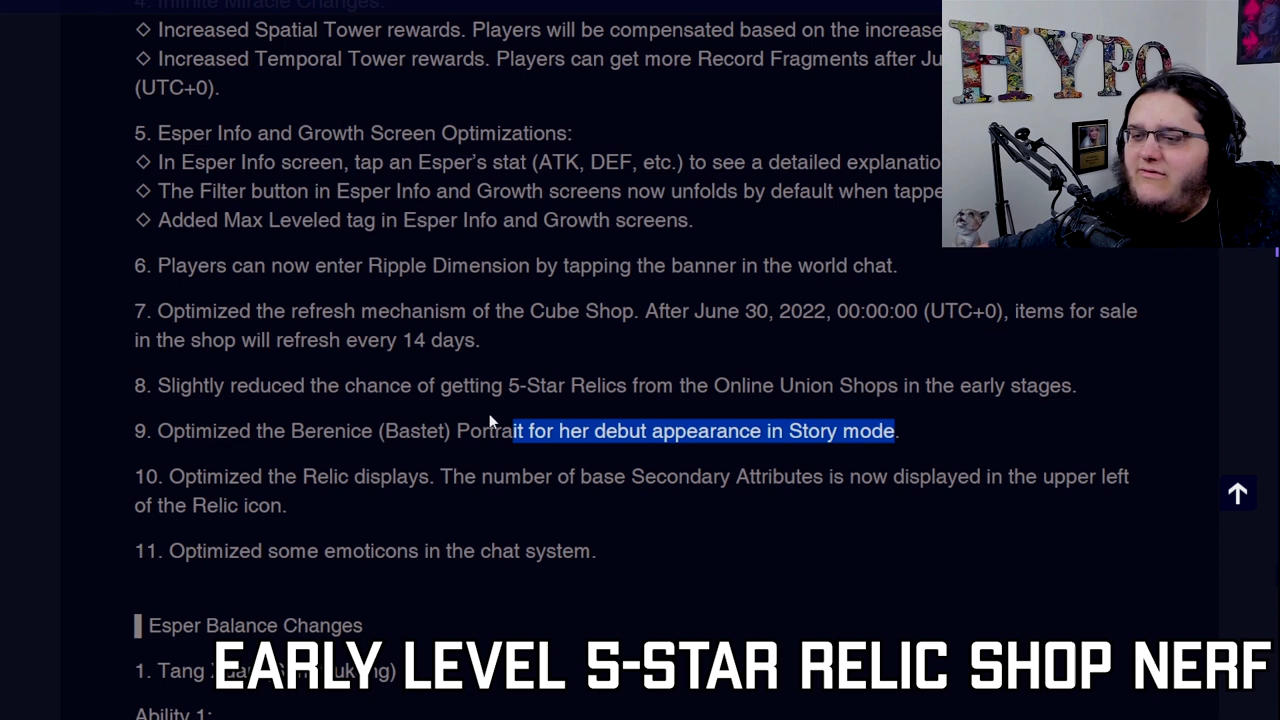 4. Infinite Miracle Changes:
◇ Increased Spatial Tower rewards. Players will be compensated based on the increase
◇ Increased Temporal Tower rewards. Players can get more Record Fragments after Ju
(UTC+0).
5. Esper Info and Growth Screen Optimizations:
◇ In Esper Info screen, tap an Esper's stat (ATK, DEF, etc.) to see a detailed explanatio
◇ The Filter button in Esper Info and Growth screens now unfolds by default when tappe
◇ Added Max Leveled tag in Esper Info and Growth screens.
6. Players can now enter Ripple Dimension by tapping the banner in the world chat.
7. Optimized the refresh mechanism of the Cube Shop. After June 30, 2022, 00:00:00 (UTC+0), items for sale
in the shop will refresh every 14 days.
8. Slightly reduced the chance of getting 5-Star Relics from the Online Union Shops in the early stages.
9. Optimized the Berenice (Bastet) Portrait for her debut appearance in Story mode.
10. Optimized the Relic displays. The number of base Secondary Attributes is now displayed in the upper left
of the Relic icon.
11. Optimized some emoticons in the chat system.
Esper Balance Changes
1. Tang
Ability 1:
EARLY LEVEL 5-STAR RELIC SHOP NERF
HYPO